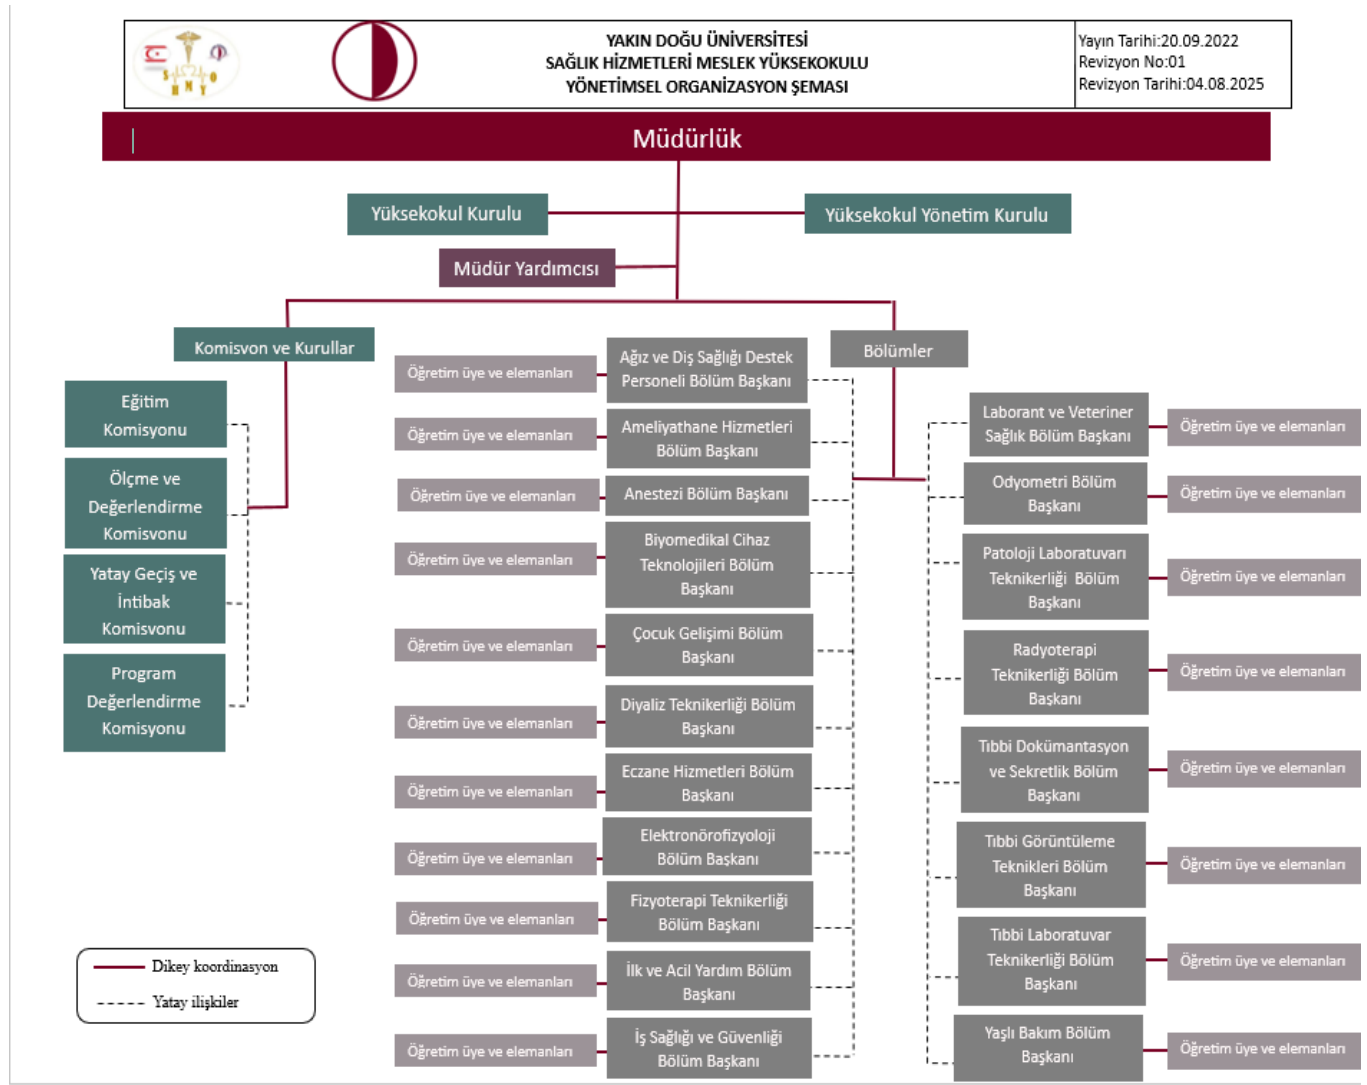 YAKIN DOĞU ÜNİVERSİTESİ
SAĞLIK HİZMETLERİ MESLEK YÜKSEKOKULU
YÖNETİMSEL ORGANİZASYON ŞEMASI
Yayın Tarihi:20.09.2022
Revizyon No:01
Revizyon Tarihi:04.08.2025
S H M Y O
Müdürlük
Yüksekokul Kurulu
Yüksekokul Yönetim Kurulu
Müdür Yardımcısı
Komisvon ve Kurullar
Bölümler
Eğitim
Komisyonu
Ölçme ve
Değerlendirme
Komisvonu
Yatay Geçiş ve
İntibak
Komisvonu
Program
Değerlendirme
Komisyonu
Öğretim üye ve elemanları
Ağız ve Diş Sağlığı Destek
Personeli Bölüm Başkanı
Öğretim üye ve elemanları
Ameliyathane Hizmetleri
Bölüm Başkanı
Öğretim üye ve elemanları
Anestezi Bölüm Başkanı
Öğretim üye ve elemanları
Biyomedikal Cihaz
Teknolojileri Bölüm
Başkanı
Öğretim üye ve elemanları
Çocuk Gelişimi Bölüm
Başkanı
Öğretim üye ve elemanları
Diyaliz Teknikerliği Bölüm
Başkanı
Öğretim üye ve elemanları
Eczane Hizmetleri Bölüm
Başkanı
Öğretim üye ve elemanları
Elektronörofizyoloji
Bölüm Başkanı
Öğretim üye ve elemanları
Fizyoterapi Teknikerliği
Bölüm Başkanı
Öğretim üye ve elemanları
İlk ve Acil Yardım Bölüm
Başkanı
Öğretim üye ve elemanları
İş Sağlığı ve Güvenliği
Bölüm Başkanı
Laborant ve Veteriner
Sağlık Bölüm Başkanı
Öğretim üye ve elemanları
Odyometri Bölüm
Başkanı
Öğretim üye ve elemanları
Patoloji Laboratuvarı
Teknikerliği Bölüm
Başkanı
Öğretim üye ve elemanları
Radyoterapi
Teknikerliği Bölüm
Başkanı
Öğretim üye ve elemanları
Tıbbi Dokümantasyon
ve Sekretlik Bölüm
Başkanı
Öğretim üye ve elemanları
Tıbbi Görüntüleme
Teknikleri Bölüm
Başkanı
Öğretim üye ve elemanları
Tıbbi Laboratuvar
Teknikerliği Bölüm
Başkanı
Öğretim üye ve elemanları
Yaşlı Bakım Bölüm
Başkanı
Öğretim üye ve elemanları
Dikey koordinasyon
Yatay ilişkiler